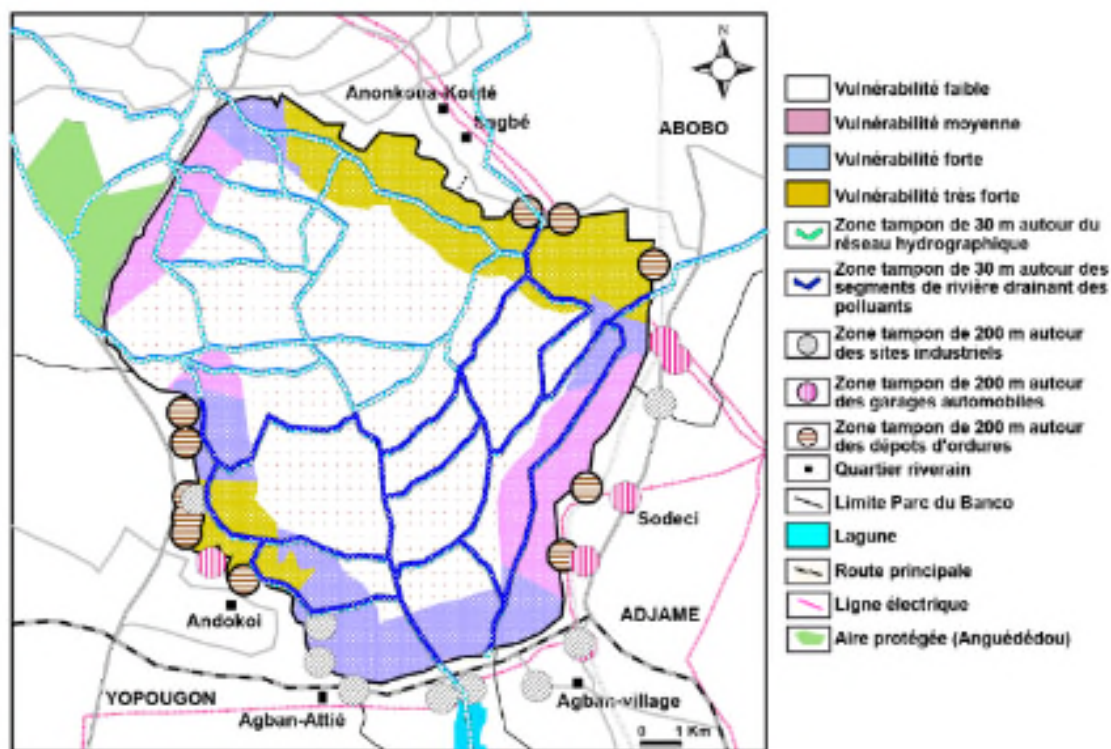 N
Anonkoua-Kouté
ABOBO
Sodeci
Andokoi
ADJAME
YOPOUGON
Agban-Attié
Agban-village
0 1 Km
Vulnérabilité faible
Vulnérabilité moyenne
Vulnérabilité forte
Vulnérabilité très forte
Zone tampon de 30 m autour du
réseau hydrographique
Zone tampon de 30 m autour des
segments de rivière drainant des
polluants
Zone tampon de 200 m autour
des sites industriels
Zone tampon de 200 m autour
des garages automobiles
Zone tampon de 200 m autour
des dépots d'ordures
Quartier riverain
Limite Parc du Banco
Lagune
Route principale
Ligne électrique
Aire protégée (Anguédédou)